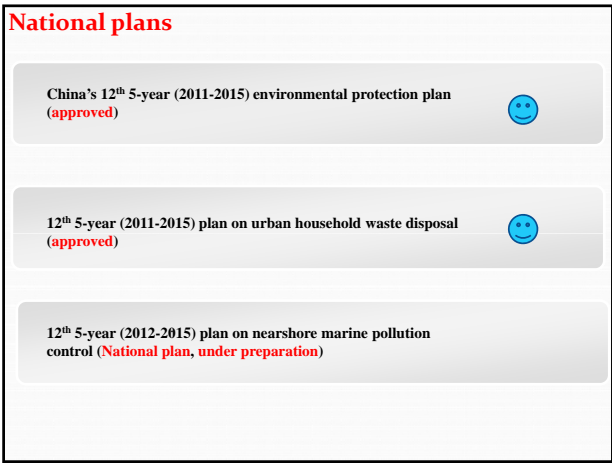 National plans
China's 12th 5-year (2011-2015) environmental protection plan
(approved)
12th 5-year (2011-2015) plan on urban household waste disposal
(approved)
12th 5-year (2012-2015) plan on nearshore marine pollution
control (National plan, under preparation)